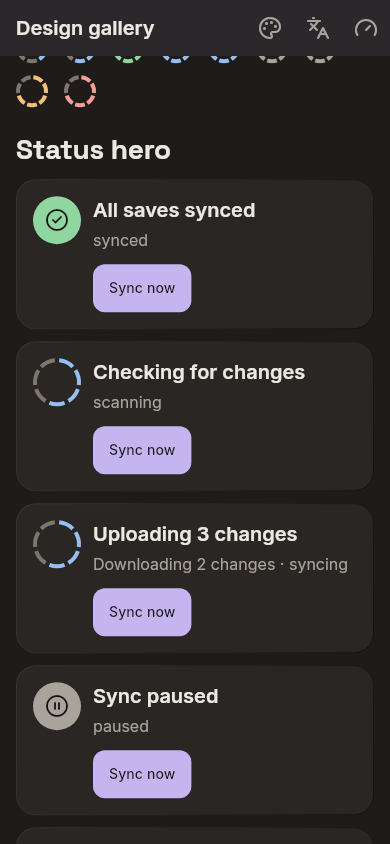 Design gallery
Status hero
All saves synced
synced
Sync now
Checking for changes
scanning
Sync now
Uploading 3 changes
Downloading 2 changes · syncing
Sync now
Sync paused
paused
Sync now